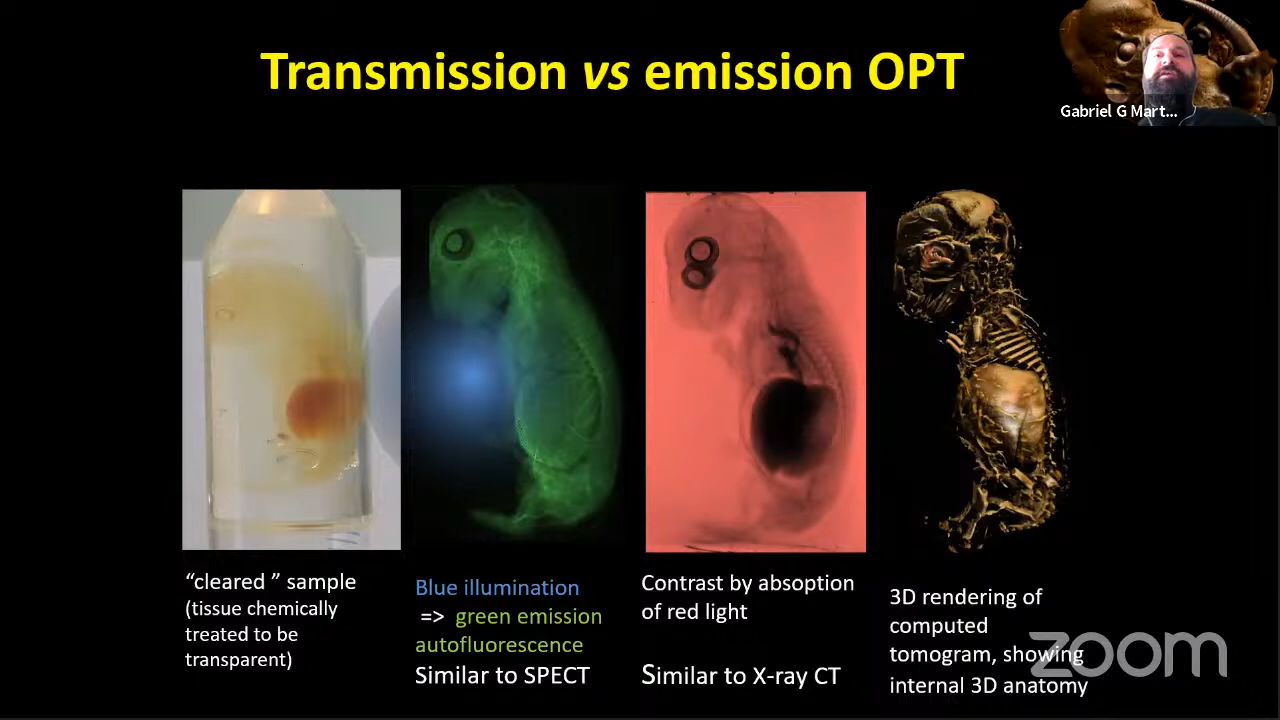 Transmission vs emission OPT
Gabriel G Mart...
“cleared ” sample
(tissue chemically
treated to be
transparent)
Blue illumination
=> green emission
autofluorescence
Similar to SPECT
Contrast by absoption
of red light
Similar to X-ray CT
3D rendering of
computed
tomogram, showing
internal 3D anatomy
zoom